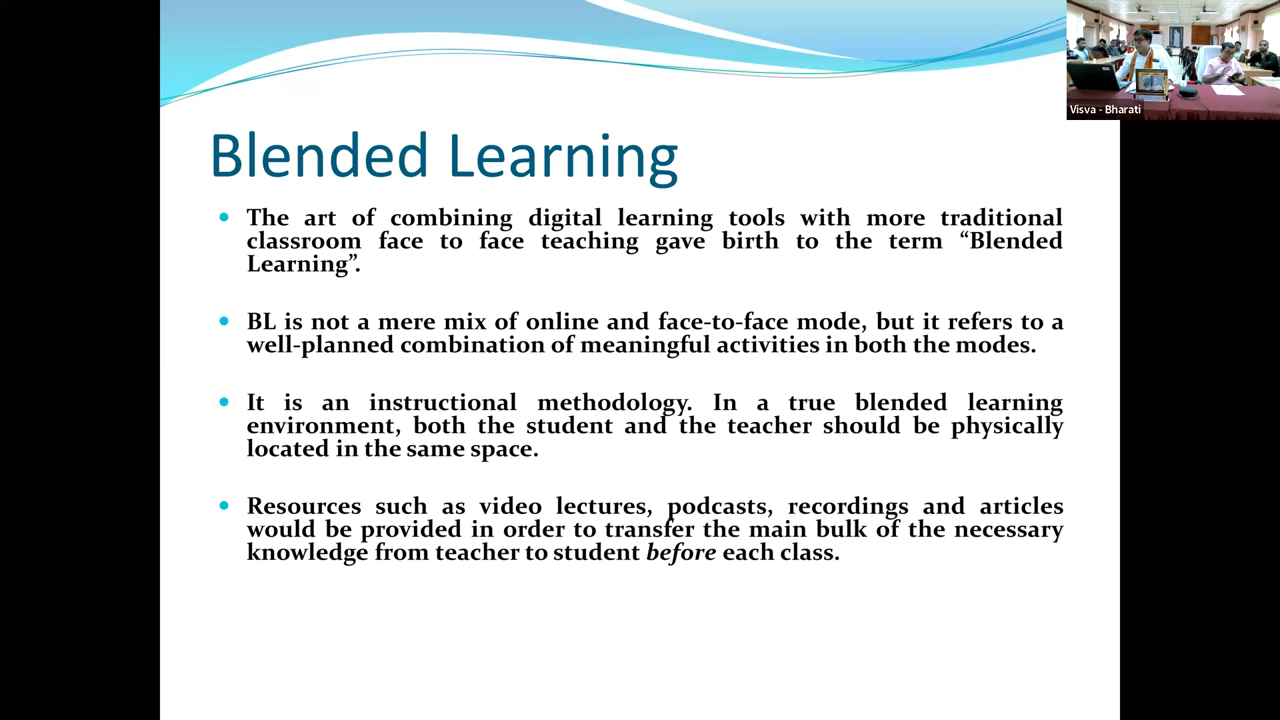 Visva - Bharati
Blended Learning
• The art of combining digital learning tools with more traditional
classroom face to face teaching gave birth to the term “Blended
Learning”.
• BL is not a mere mix of online and face-to-face mode, but it refers to a
well-planned combination of meaningful activities in both the modes.
• It is an instructional methodology. In a true blended learning
environment, both the student and the teacher should be physically
located in the same space.
• Resources such as video lectures, podcasts, recordings and articles
would be provided in order to transfer the main bulk of the necessary
knowledge from teacher to student before each class.